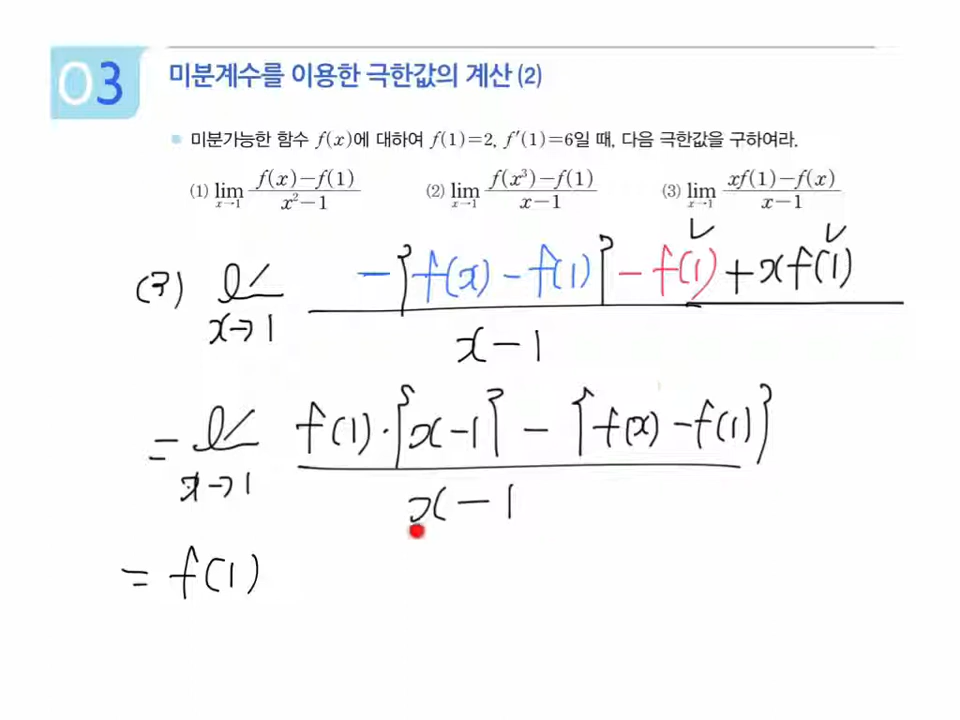 03 미분계수를 이용한 극한값의 계산 (2)
미분가능한 함수 f(x)에 대하여 f(1)=2, f′(1)=6일 때, 다음 극한값을 구하여라.
(1) lim_{x→1} (f(x)−f(1))/(x²−1) (2) lim_{x→1} (f(x³)−f(1))/(x−1) (3) lim_{x→1} (xf(1)−f(x))/(x−1)
(3) lim_{x→1} (−{f(x)−f(1)}−f(1)+xf(1))/(x−1)
= lim_{x→1} (f(1)·{x−1}−{f(x)−f(1)})/(x−1)
= f(1)